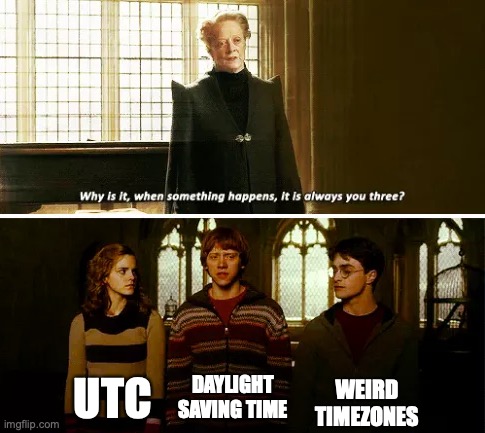 Why is it, when something happens, it is always you three?
UTC
DAYLIGHT
SAVING TIME
WEIRD
TIMEZONES
imgflip.com